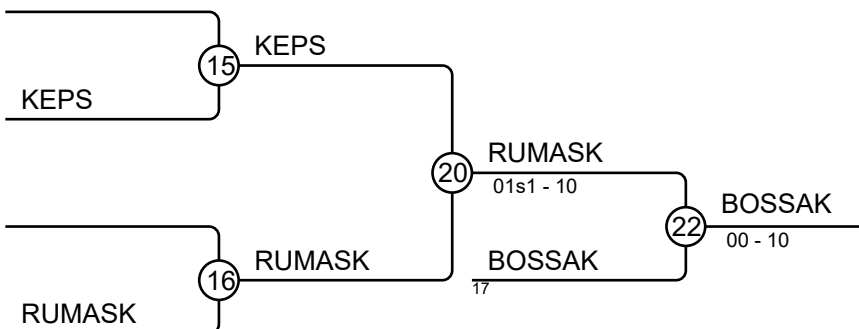 KEPS
15
KEPS
RUMASK
20
01s1 - 10
BOSSAK
22
00 - 10
RUMASK
BOSSAK
16
17
RUMASK